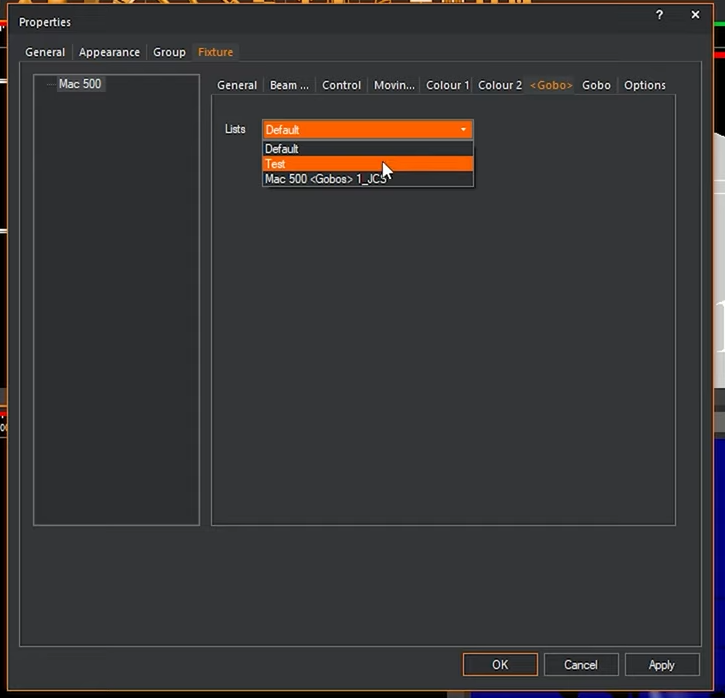 Properties
?
General Appearance Group Fixture
Mac 500
General Beam ... Control Movin... Colour 1 Colour 2 <Gobo> Gobo Options
Lists Default
Default
Test
Mac 500 <Gobos> 1_JCS
OK Cancel Apply